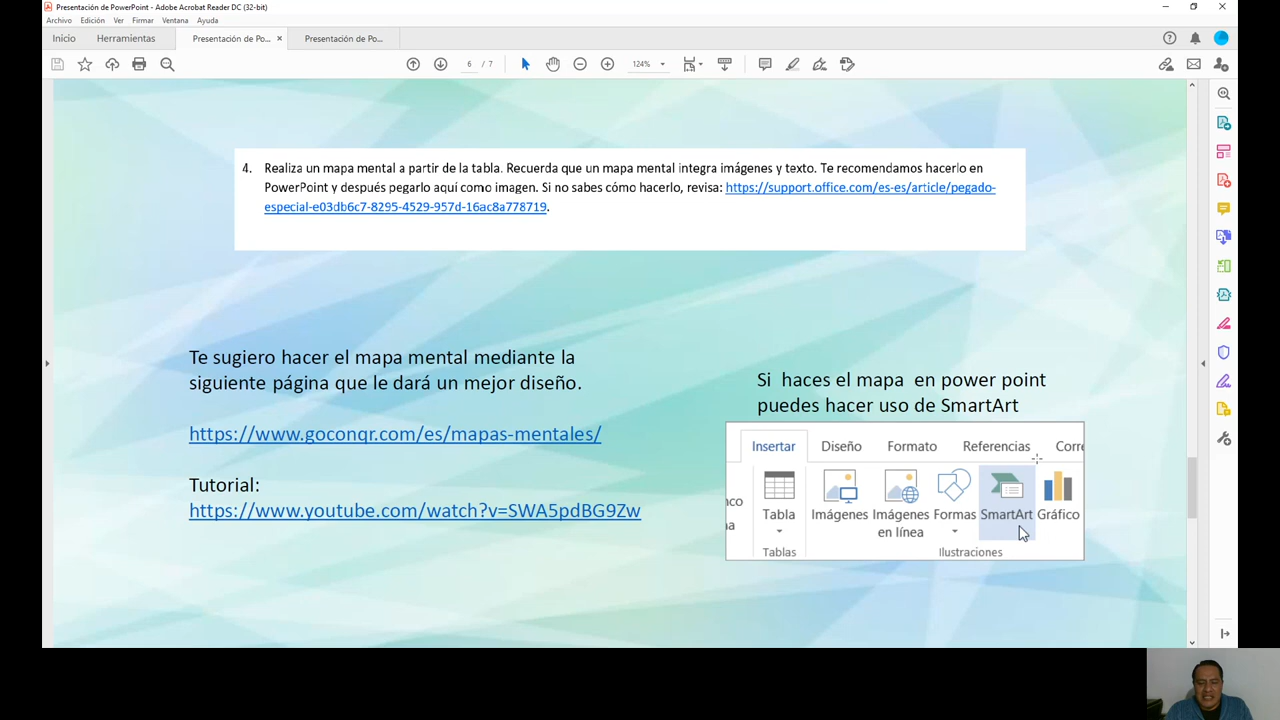 Presentación de PowerPoint - Adobe Acrobat Reader DC (32-bit)
Archivo Edición Ver Firmar Ventana Ayuda
Inicio Herramientas Presentación de Po... × Presentación de Po...
6 / 7 124%
4. Realiza un mapa mental a partir de la tabla. Recuerda que un mapa mental integra imágenes y texto. Te recomendamos hacerlo en
PowerPoint y después pegarlo aquí como imagen. Si no sabes cómo hacerlo, revisa: https://support.office.com/es-es/article/pegado-
especial-e03db6c7-8295-4529-957d-16ac8a778719.
Te sugiero hacer el mapa mental mediante la
siguiente página que le dará un mejor diseño.
https://www.goconqr.com/es/mapas-mentales/
Tutorial:
https://www.youtube.com/watch?v=SWA5pdBG9Zw
Si haces el mapa en power point
puedes hacer uso de SmartArt
Insertar Diseño Formato Referencias Corre
nco Tabla Imágenes Imágenes Formas SmartArt Gráfico
na en línea
Tablas Ilustraciones